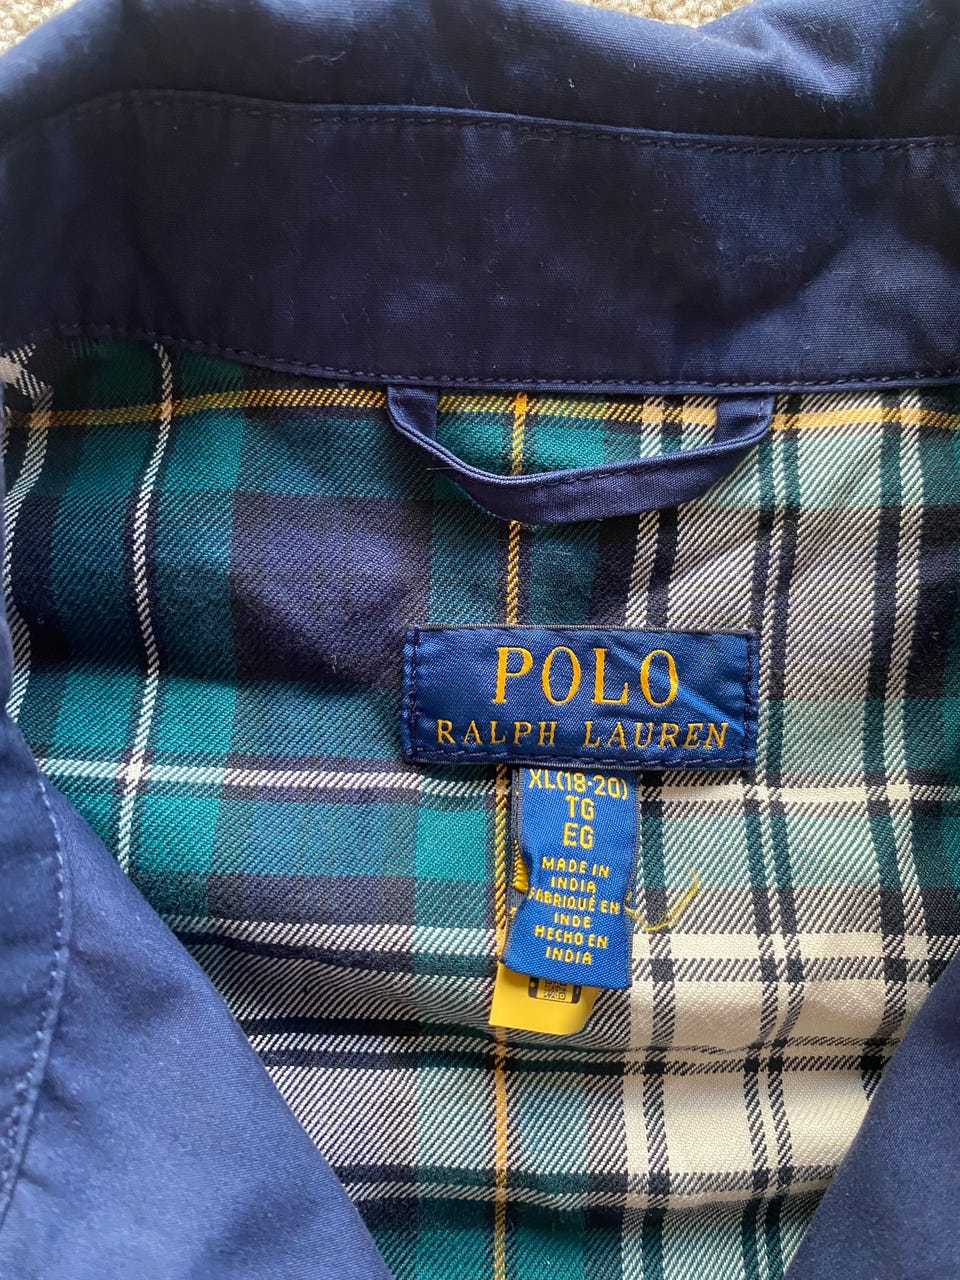 POLO
RALPH LAUREN
XL(18-20)
TG
EG
MADE IN
INDIA
FABRIQUÉ EN
INDE
HECHO EN
INDIA